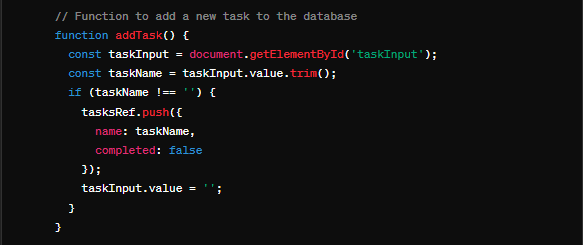 // Function to add a new task to the database
function addTask() {
  const taskInput = document.getElementById('taskInput');
  const taskName = taskInput.value.trim();
  if (taskName !== '') {
    tasksRef.push({
      name: taskName,
      completed: false
    });
    taskInput.value = '';
  }
}